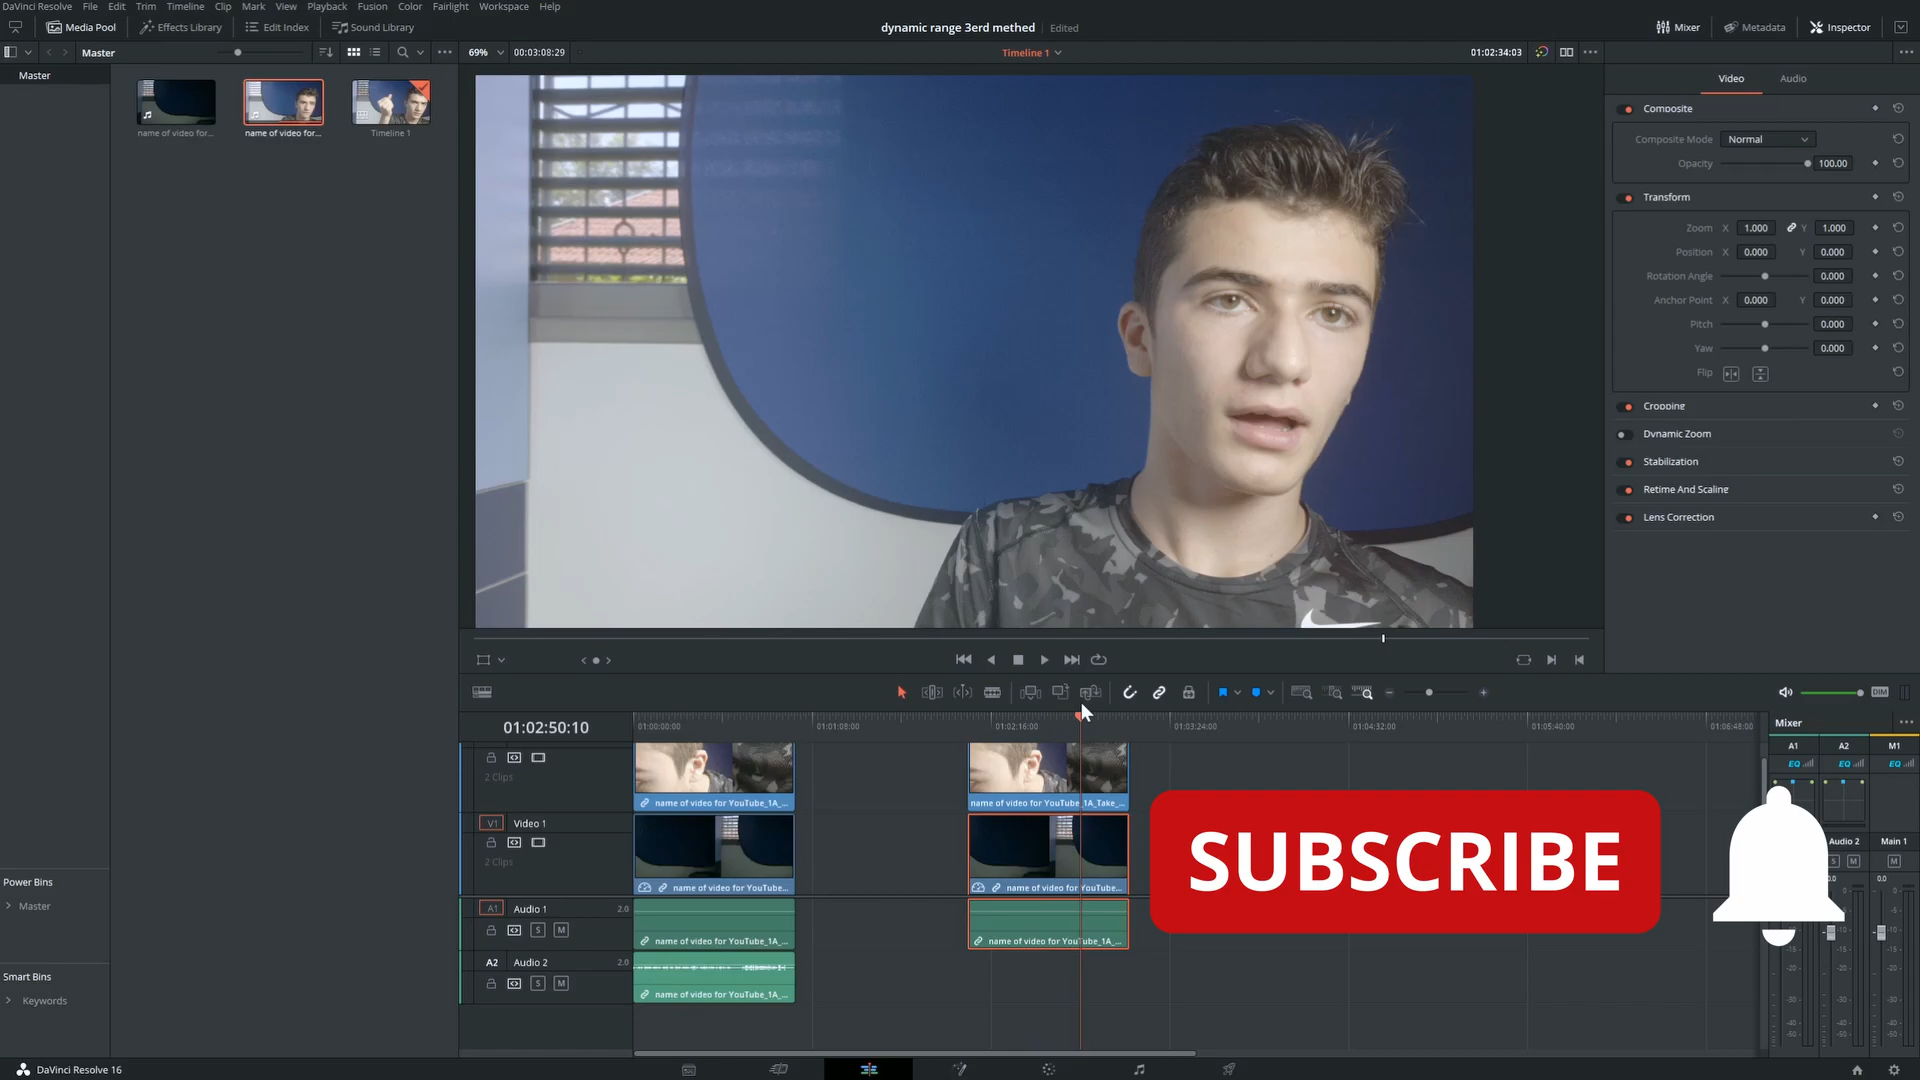 DaVinci Resolve File Edit Trim Timeline Clip Mark View Playback Fusion Color Fairlight Workspace Help
Media Pool Effects Library Edit Index Sound Library dynamic range 3erd methed Edited Mixer Metadata Inspector
Master 69% 00:03:08:29 Timeline 1 01:02:34:03
Master
name of video for... name of video for... Timeline 1
Video Audio
Composite
Composite Mode Normal
Opacity 100.00
Transform
Zoom X 1.000 Y 1.000
Position X 0.000 Y 0.000
Rotation Angle 0.000
Anchor Point X 0.000 Y 0.000
Pitch 0.000
Yaw 0.000
Flip
Cropping
Dynamic Zoom
Stabilization
Retime And Scaling
Lens Correction
DIM
01:02:50:10 01:00:00:00 01:01:08:00 01:02:16:00 01:03:24:00 01:04:32:00 01:05:40:00 01:06:48:00
Mixer
A1 A2 M1
EQ EQ EQ
2 Clips
name of video for YouTube_1A_... name of video for YouTube_1A_Take_...
V1 Video 1
2 Clips
name of video for YouTube... name of video for YouTube...
SUBSCRIBE
Audio 2 Main 1
S M M
0.0 0.0
A1 Audio 1 2.0
S M
name of video for YouTube_1A_... name of video for YouTube_1A_...
A2 Audio 2 2.0
S M
name of video for YouTube_1A_...
Power Bins
Master
Smart Bins
Keywords
DaVinci Resolve 16